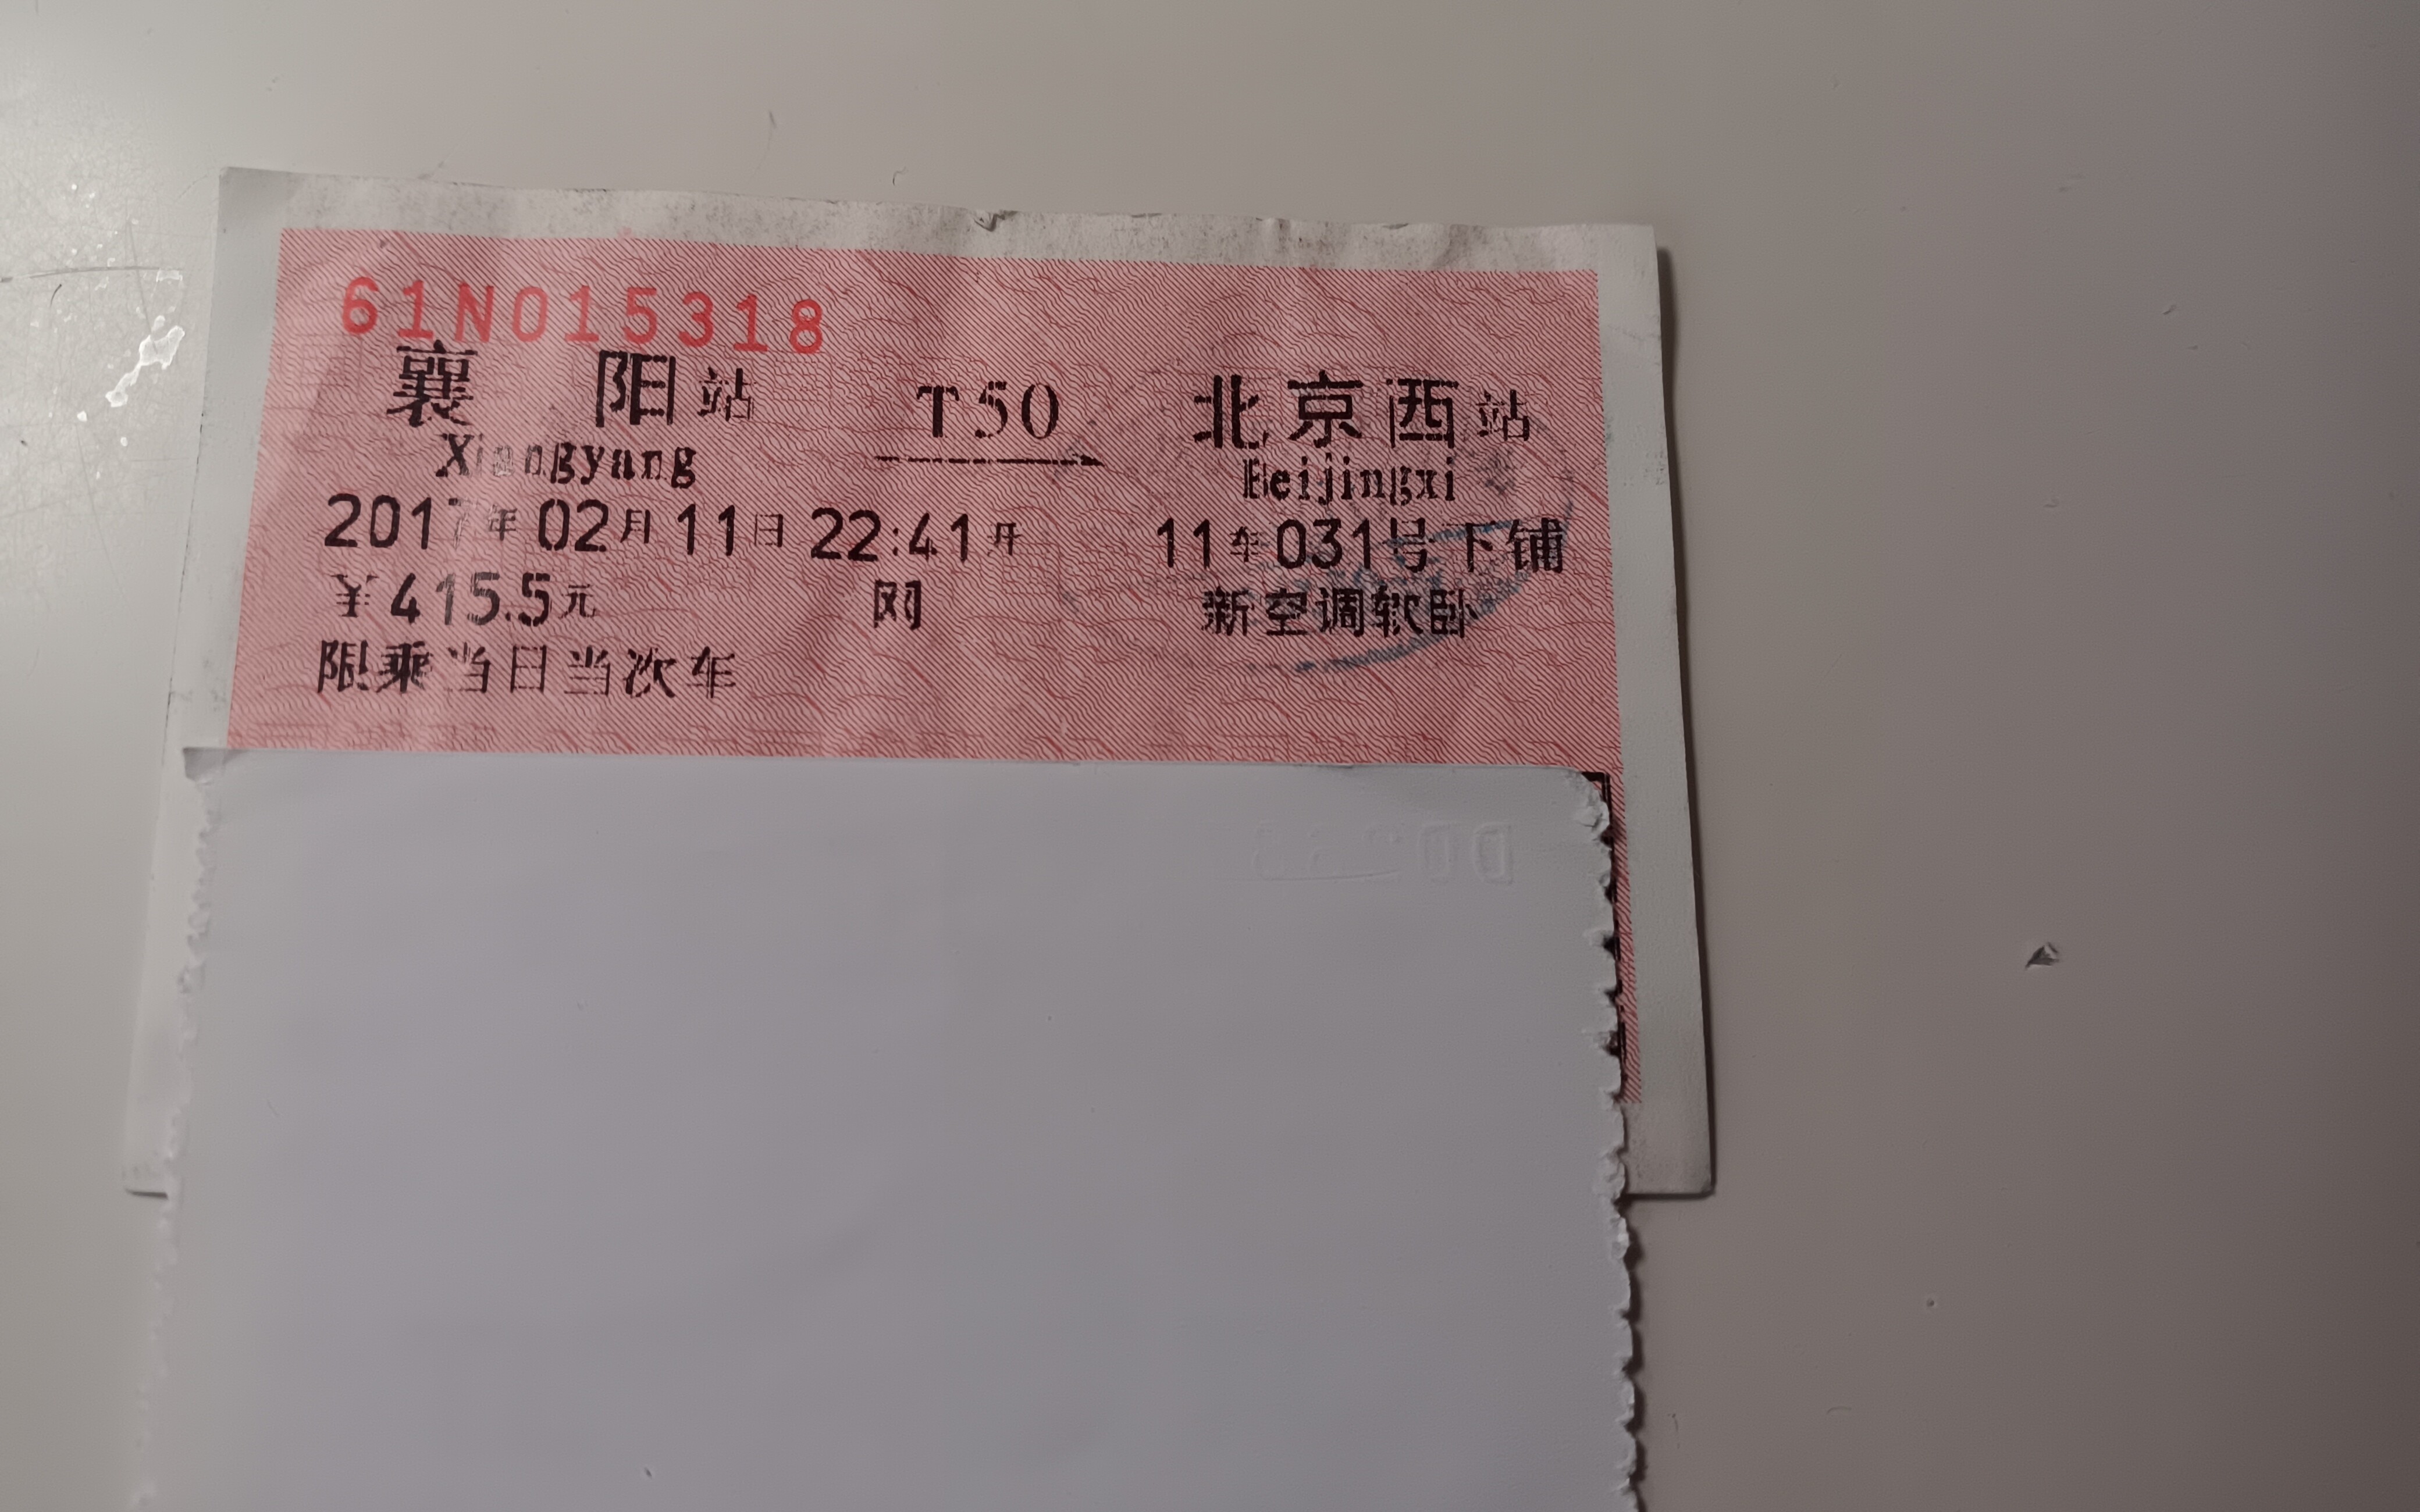 61N015318
襄阳站 T50 北京西站
Xiangyang Beijingxi
2017年02月11日22:41开 11车031号下铺
￥415.5元 网 新空调软卧
限乘当日当次车